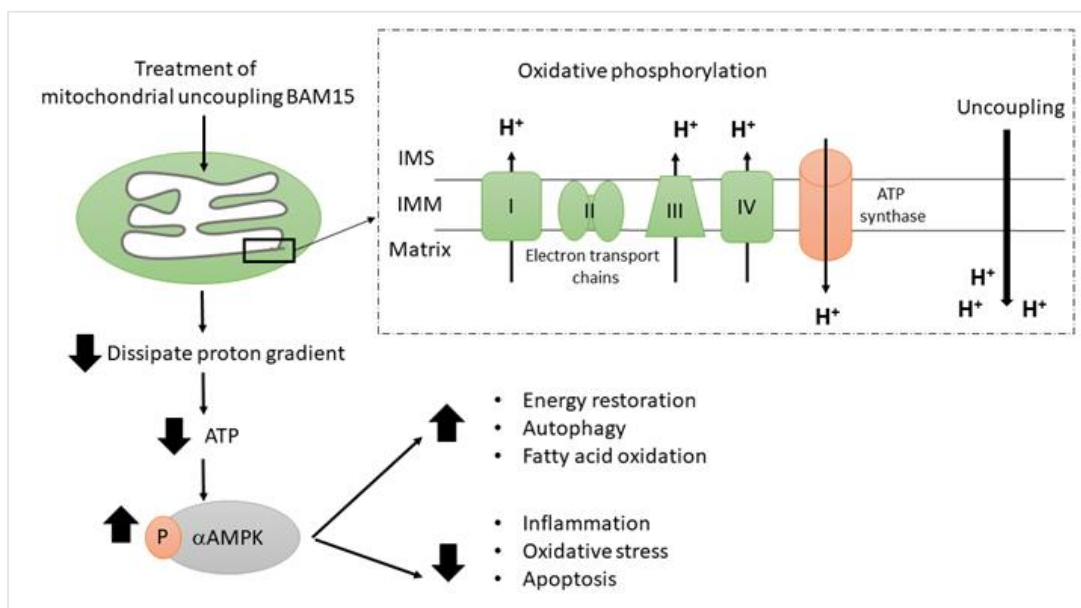 Treatment of
mitochondrial uncoupling BAM15
Oxidative phosphorylation
Uncoupling
H⁺
H⁺
H⁺
IMS
IMM
Matrix
I
II
III
IV
ATP
synthase
Electron transport
chains
H⁺
H⁺
H⁺
H⁺
Dissipate proton gradient
ATP
P
αAMPK
• Energy restoration
• Autophagy
• Fatty acid oxidation
• Inflammation
• Oxidative stress
• Apoptosis